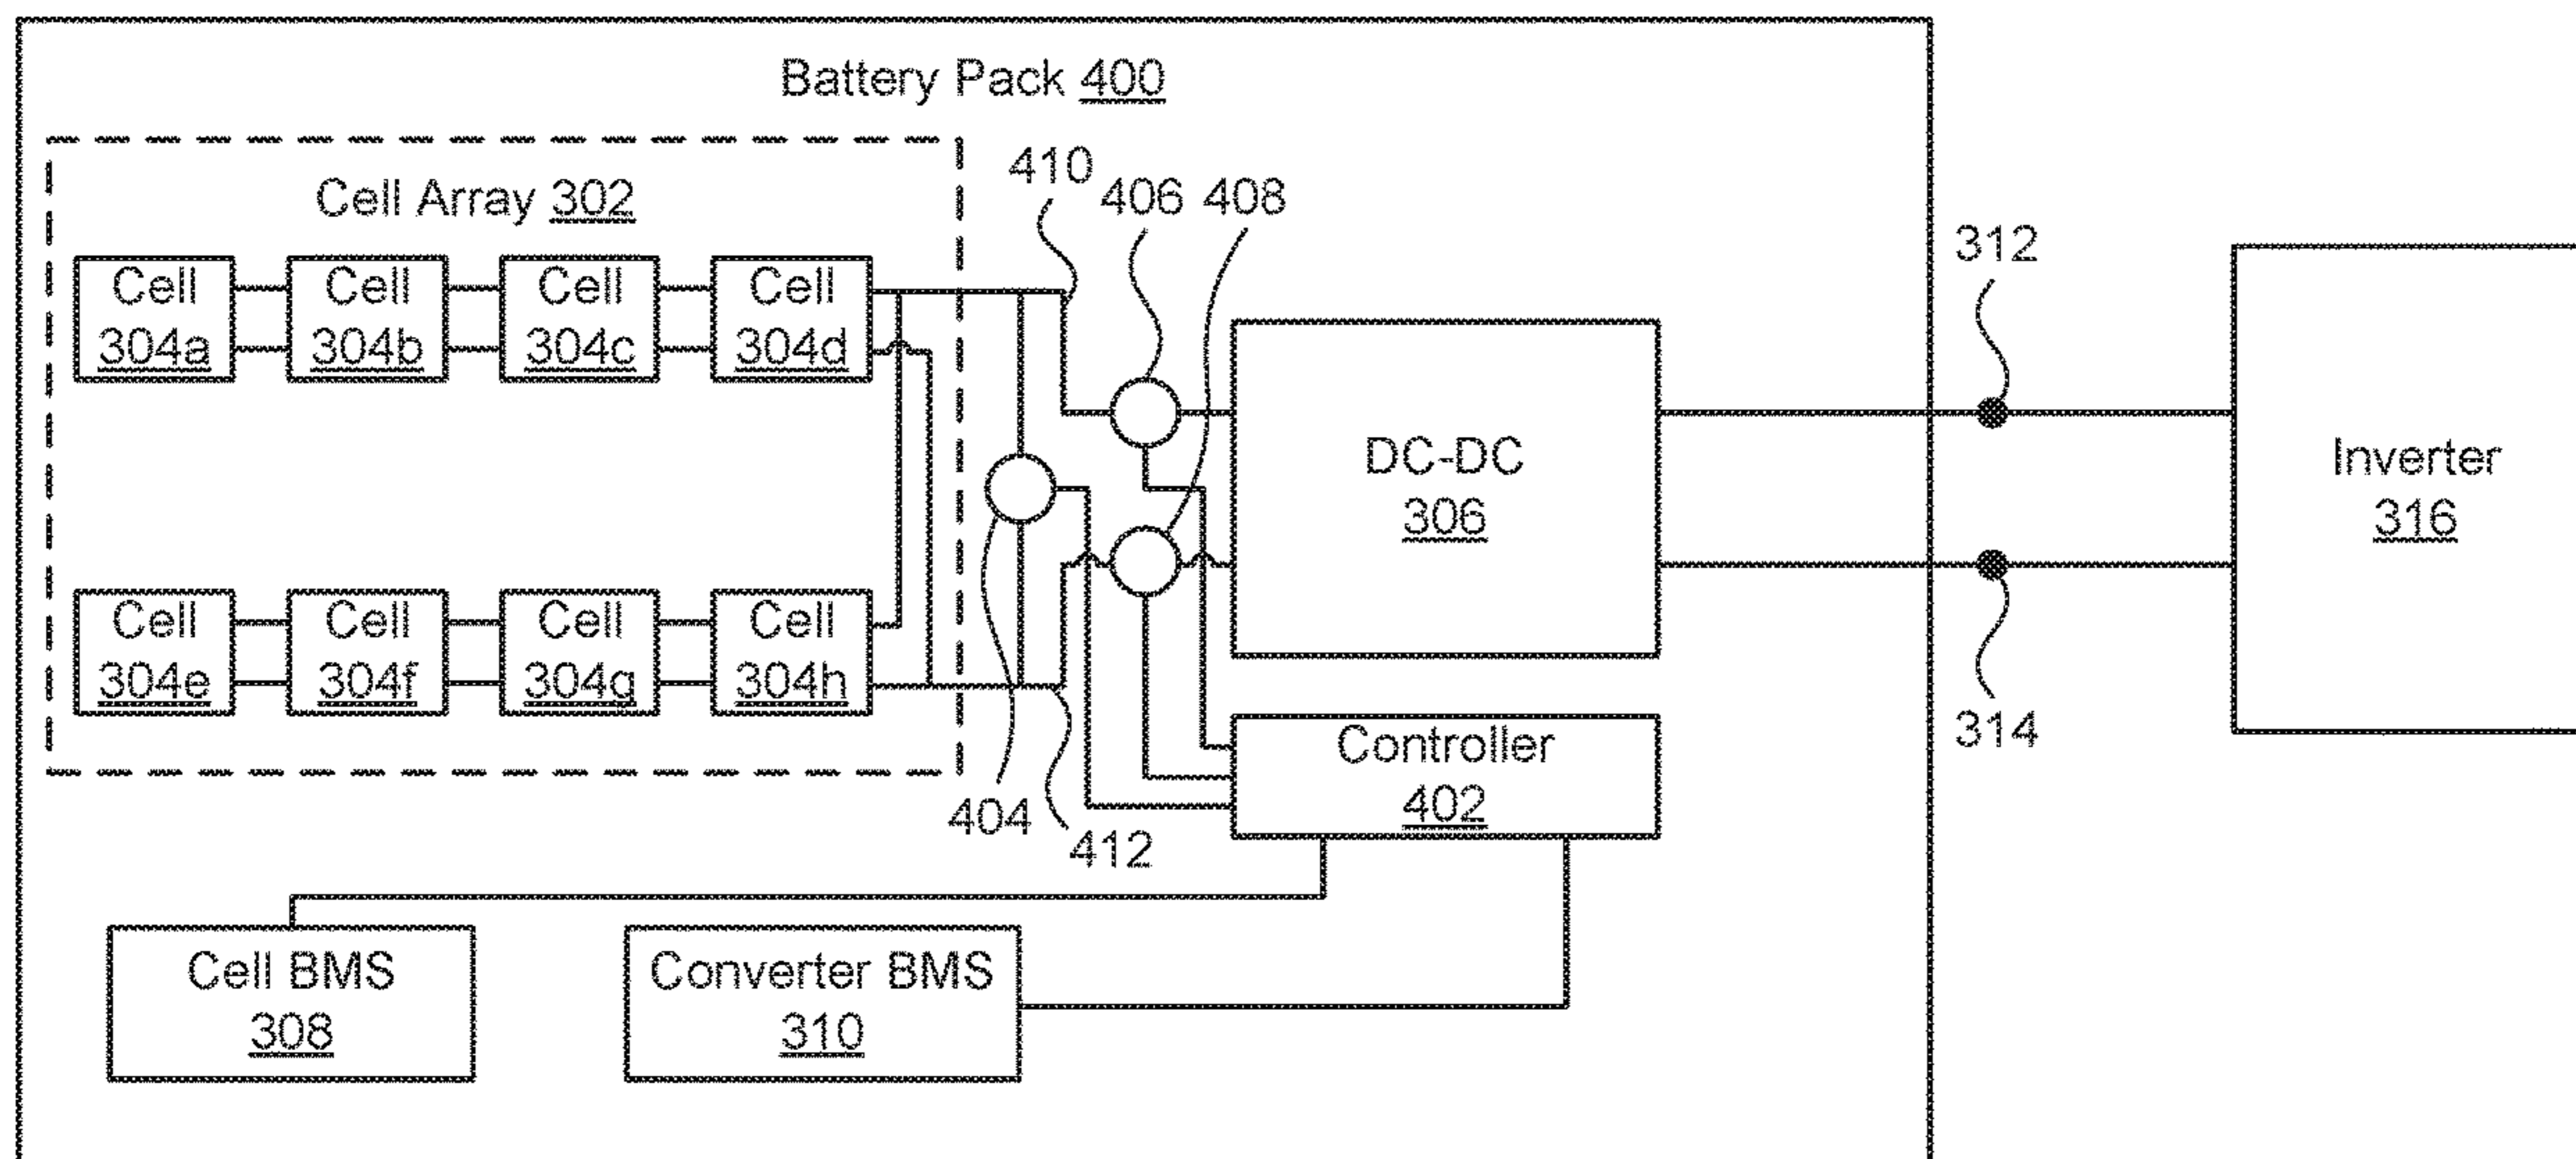 Battery Pack 400
Cell Array 302
410
406
408
312
Cell
304a
Cell
304b
Cell
304c
Cell
304d
DC-DC
306
Inverter
316
Cell
304e
Cell
304f
Cell
304g
Cell
304h
314
Controller
402
404
412
Cell BMS
308
Converter BMS
310